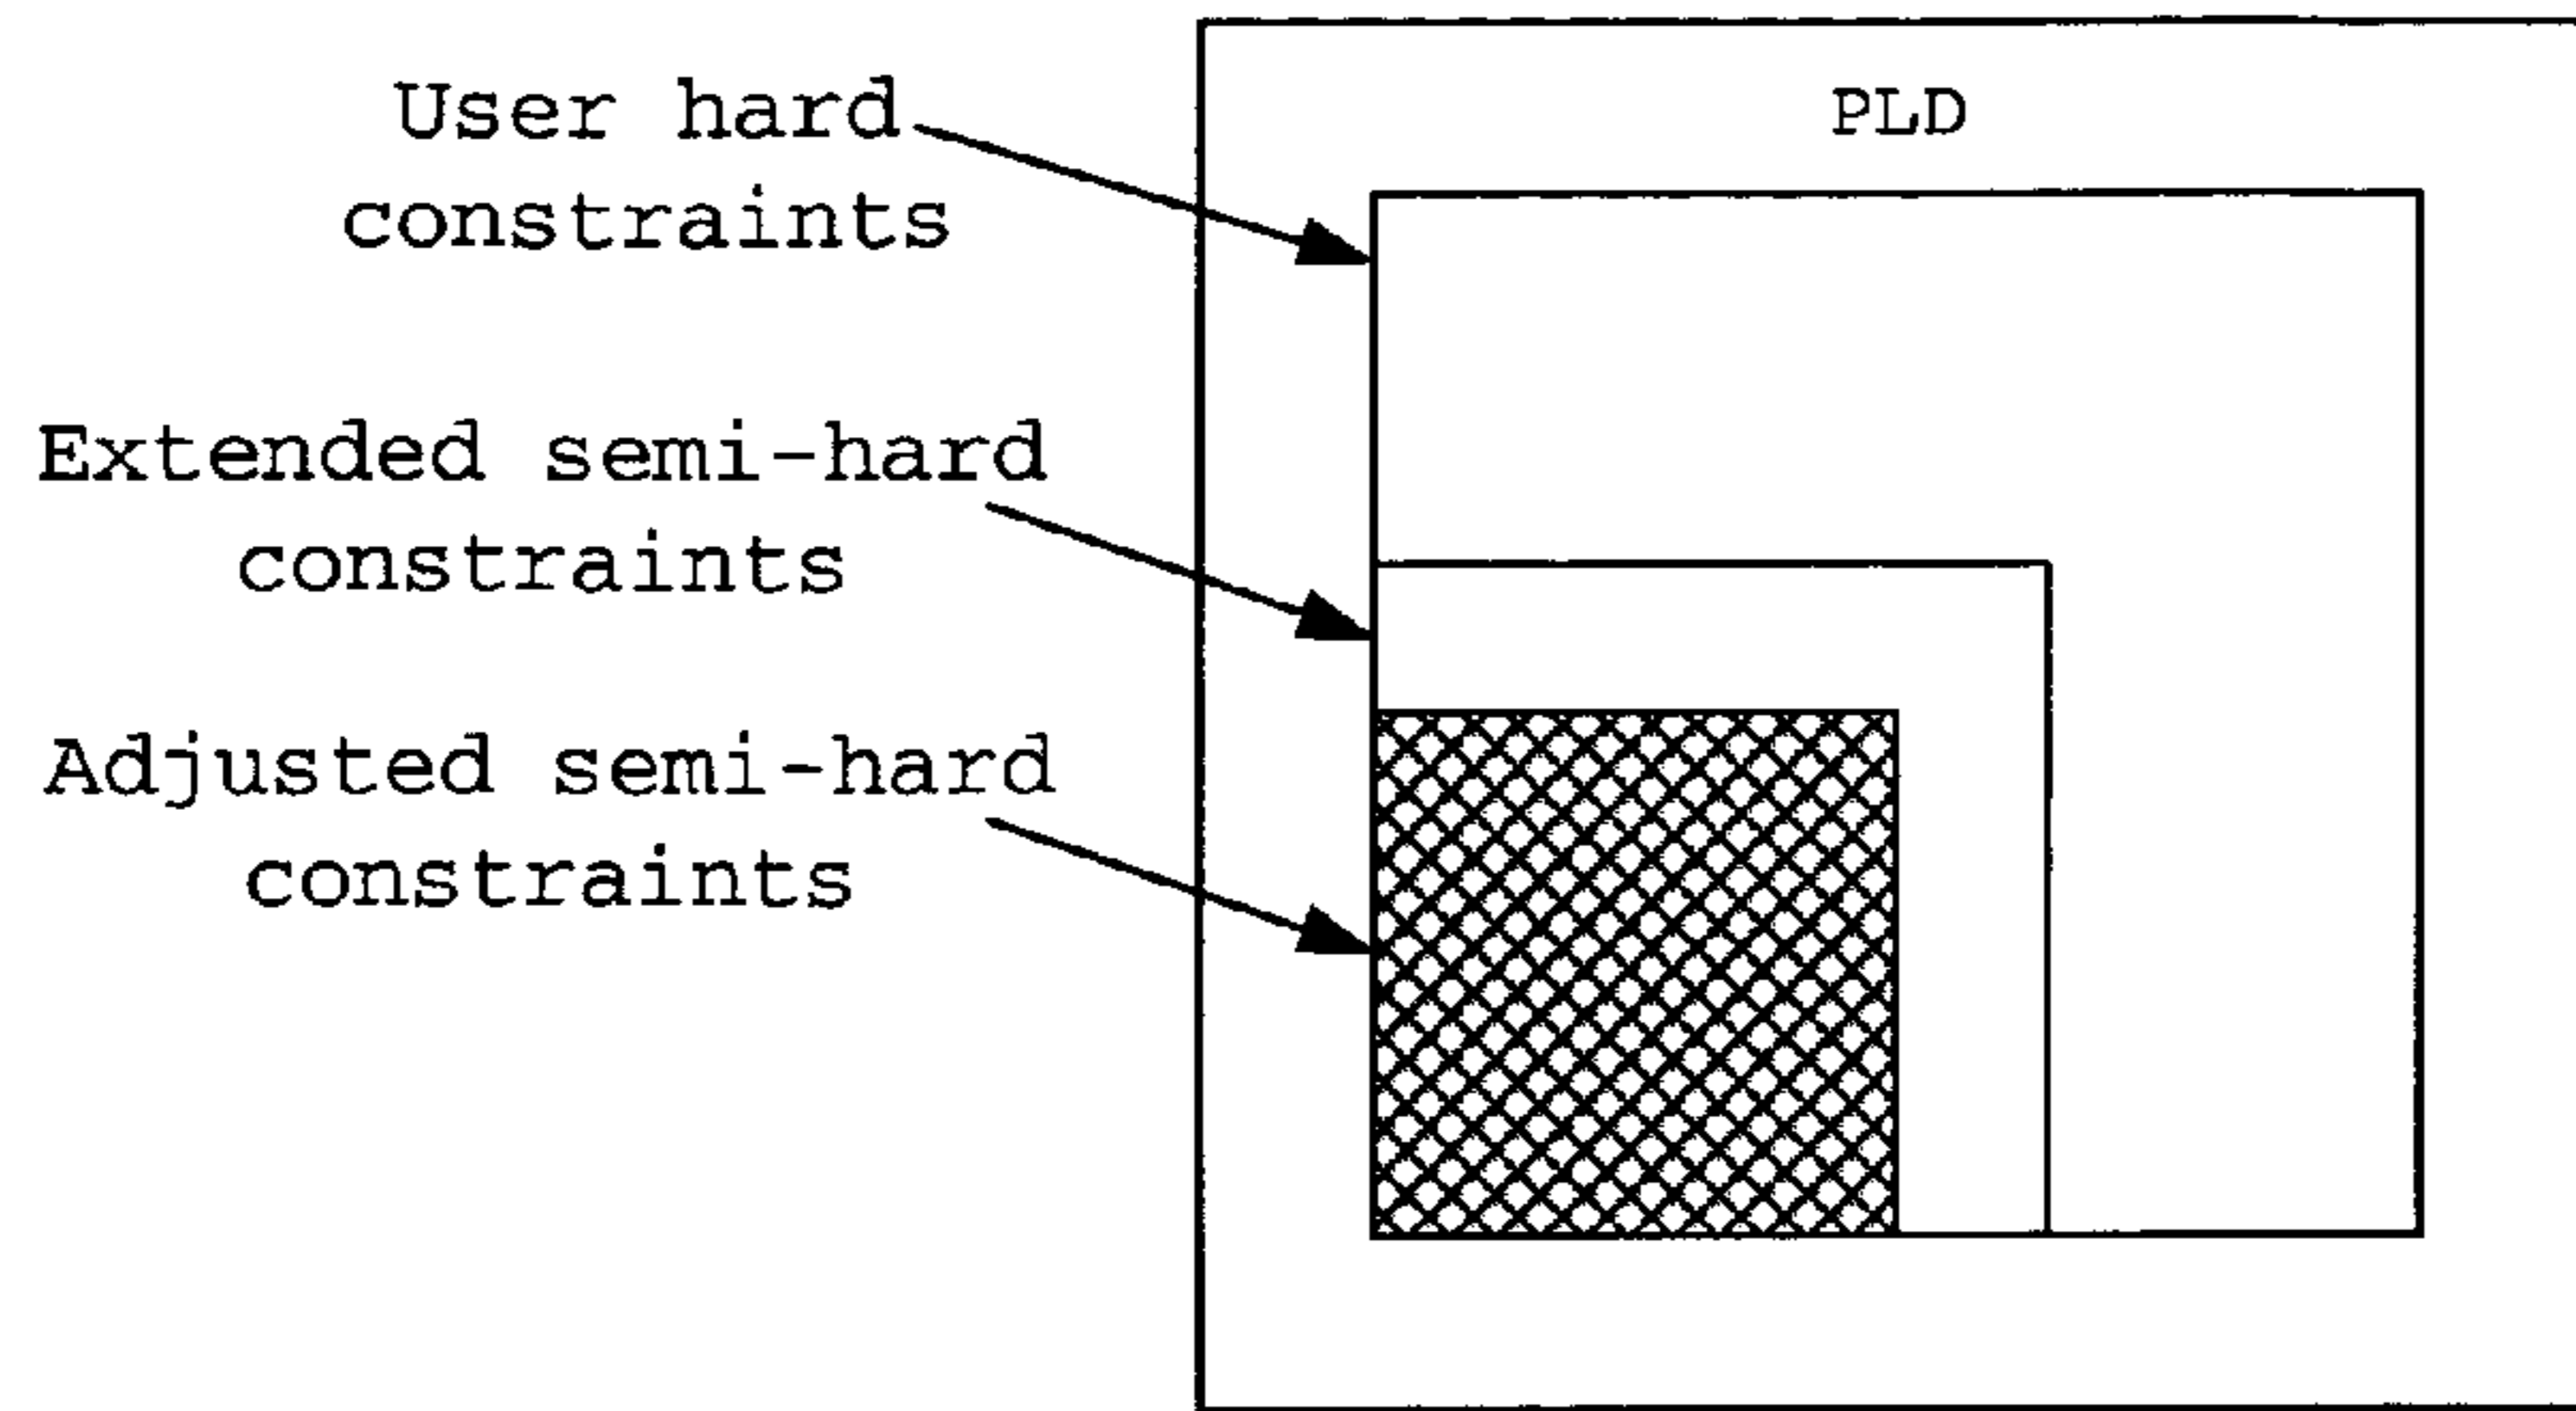 User hard
constraints
PLD
Extended semi-hard
constraints
Adjusted semi-hard
constraints